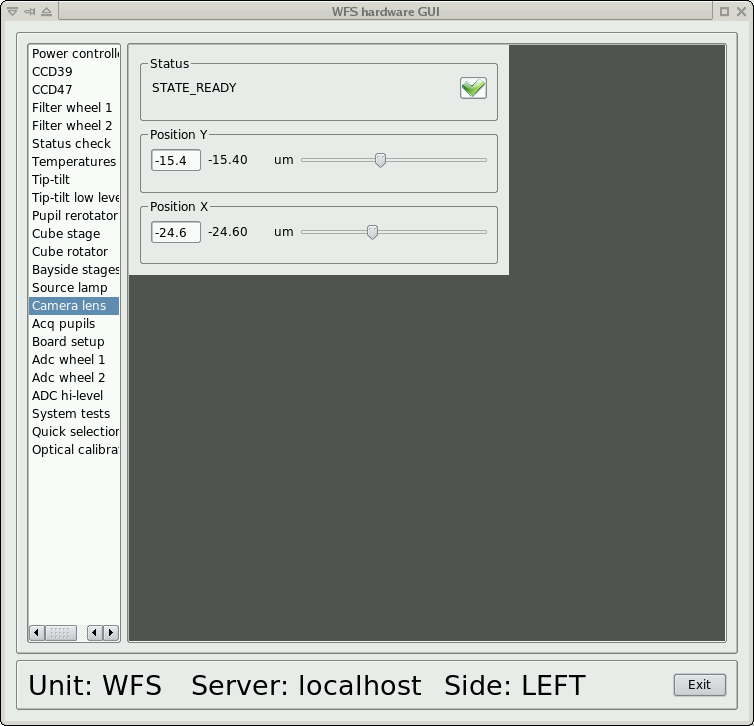 WFS hardware GUI
Power controlle
CCD39
CCD47
Filter wheel 1
Filter wheel 2
Status check
Temperatures
Tip-tilt
Tip-tilt low leve
Pupil rerotator
Cube stage
Cube rotator
Bayside stages
Source lamp
Camera lens
Acq pupils
Board setup
Adc wheel 1
Adc wheel 2
ADC hi-level
System tests
Quick selection
Optical calibra
Status
STATE_READY
Position Y
-15.4 -15.40 um
Position X
-24.6 -24.60 um
Unit: WFS Server: localhost Side: LEFT Exit